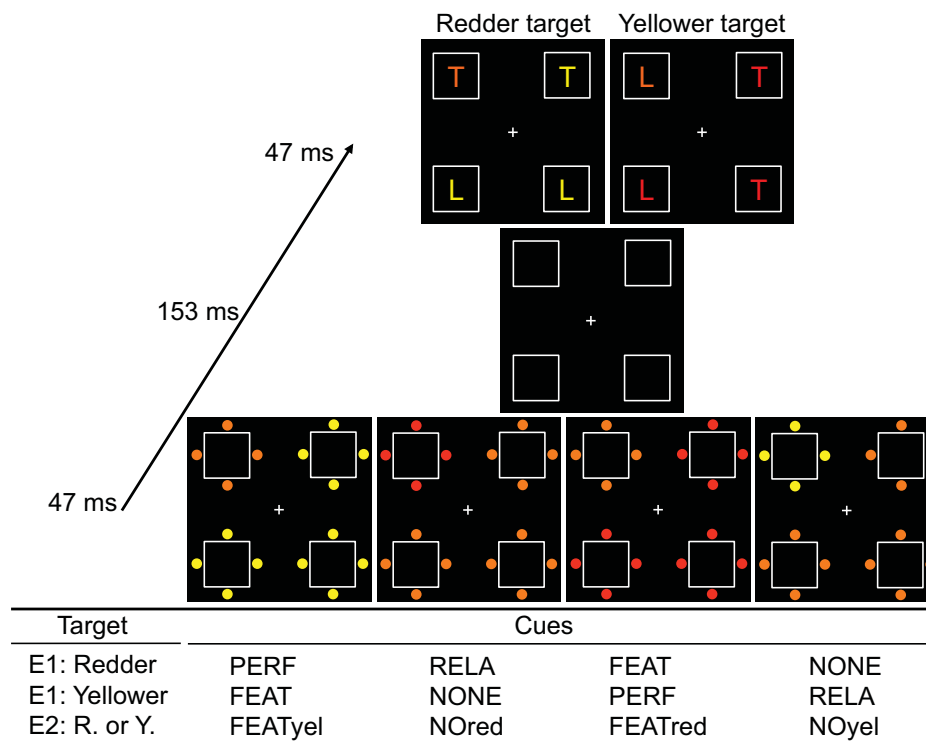 Redder target Yellower target
T T L T
47 ms
L L L T
153 ms
47 ms
Target Cues
E1: Redder PERF RELA FEAT NONE
E1: Yellower FEAT NONE PERF RELA
E2: R. or Y. FEATyel NOred FEATred NOyel